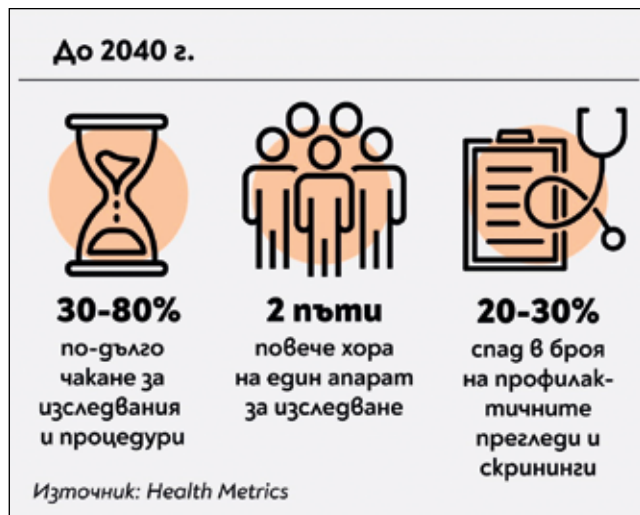 До 2040 г.
30-80%
по-дълго
чакане за
изследвания
и процедури
2 пъти
повече хора
на един апарат
за изследване
20-30%
спад в броя
на профилак-
тичните
прегледи и
скрининги
Източник: Health Metrics